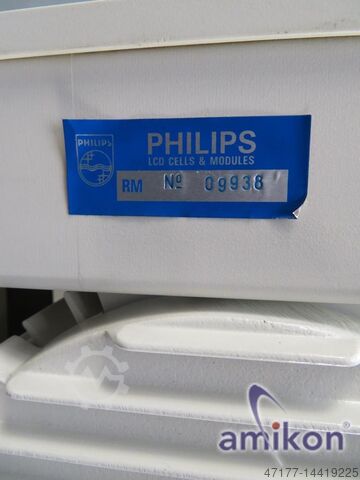 PHILIPS
PHILIPS
LCD CELLS & MODULES
RM Nº 09938
amikon
47177-14419225